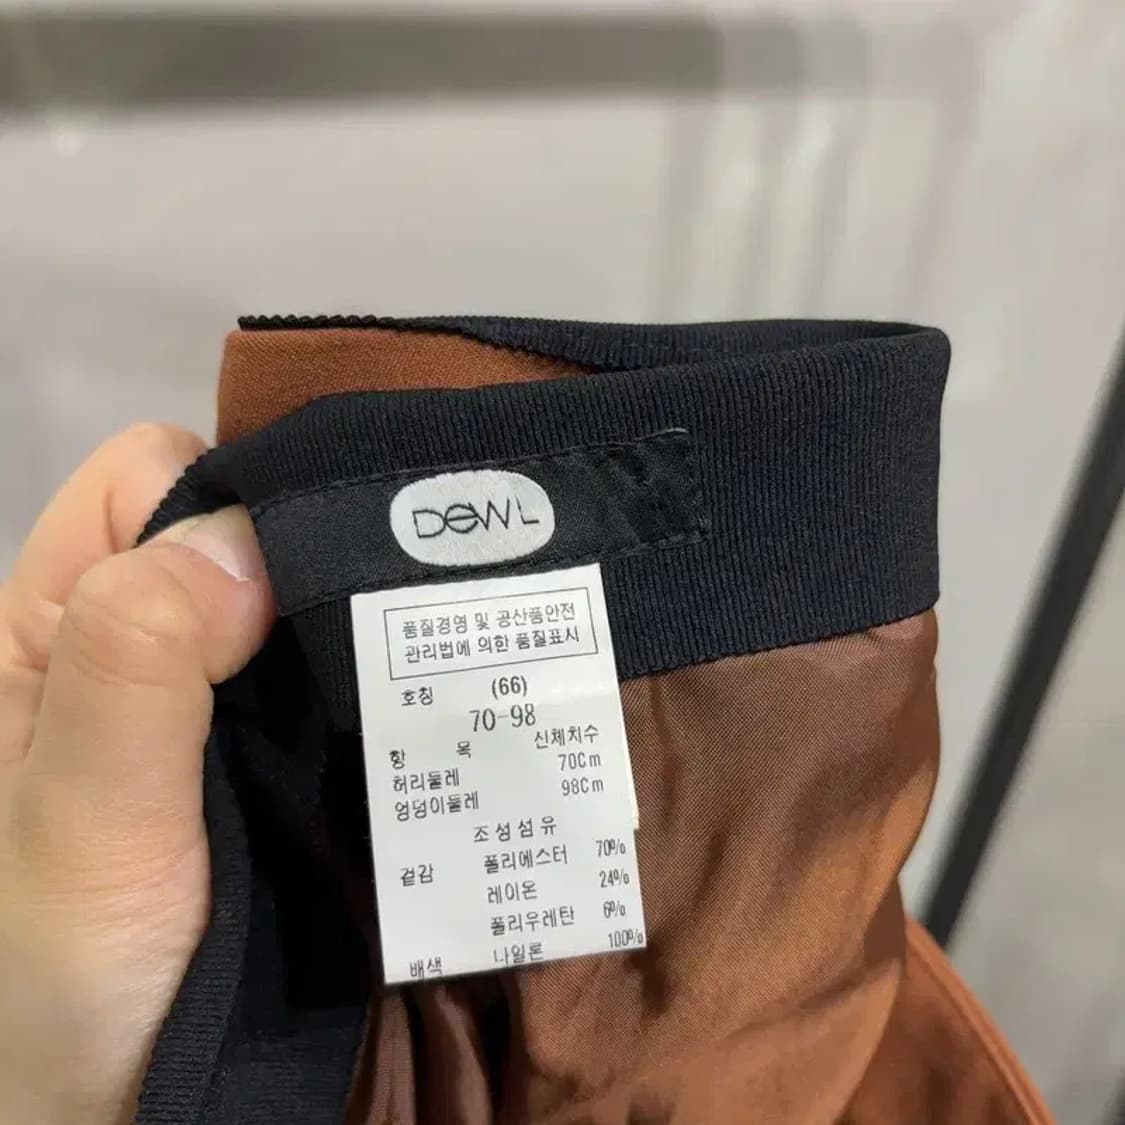 DeWL
품질경영 및 공산품안전
관리법에 의한 품질표시
호칭 (66)
70-98
항 목 신체치수
허리둘레 70Cm
엉덩이둘레 98Cm
조성섬유
겉감 폴리에스터 70%
레이온 24%
폴리우레탄 6%
배색 나일론 100%